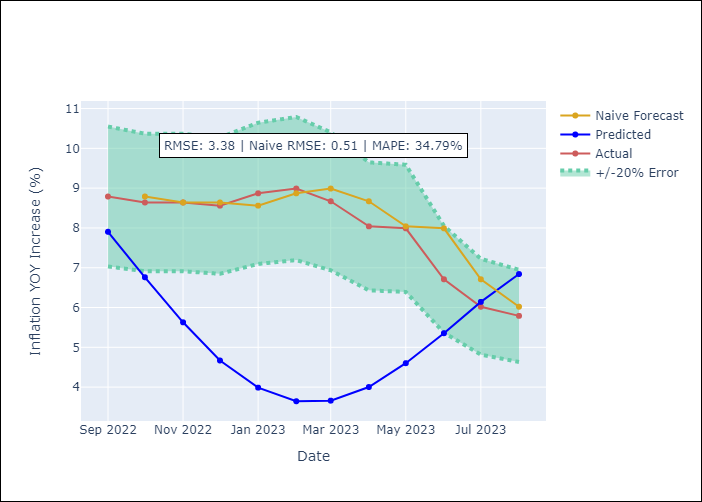 RMSE: 3.38 | Naive RMSE: 0.51 | MAPE: 34.79%
Naive Forecast
Predicted
Actual
+/-20% Error
11
10
9
8
7
6
5
4
Inflation YOY Increase (%)
Sep 2022 Nov 2022 Jan 2023 Mar 2023 May 2023 Jul 2023
Date